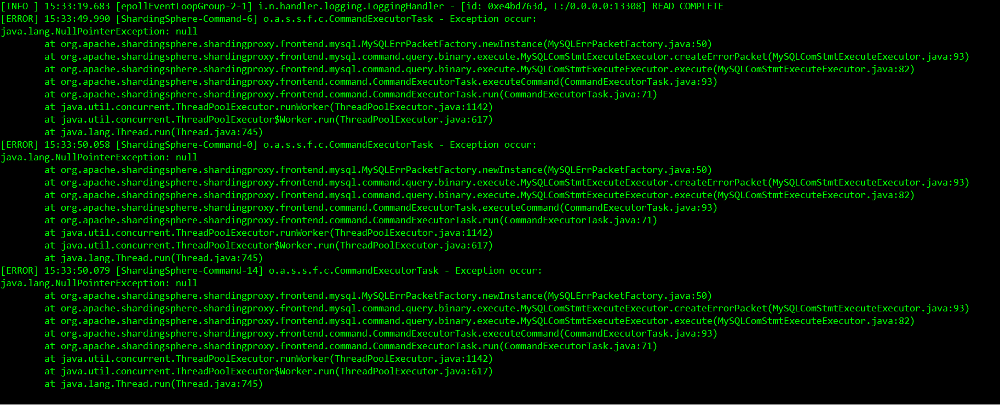 [INFO ] 15:33:19.683 [epollEventLoopGroup-2-1] i.n.handler.logging.LoggingHandler - [id: 0xe4bd763d, L:/0.0.0.0:13308] READ COMPLETE
[ERROR] 15:33:49.990 [ShardingSphere-Command-6] o.a.s.s.f.c.CommandExecutorTask - Exception occur:
java.lang.NullPointerException: null
at org.apache.shardingsphere.shardingproxy.frontend.mysql.MySQLErrPacketFactory.newInstance(MySQLErrPacketFactory.java:50)
at org.apache.shardingsphere.shardingproxy.frontend.mysql.command.query.binary.execute.MySQLComStmtExecuteExecutor.createErrorPacket(MySQLComStmtExecuteExecutor.java:93)
at org.apache.shardingsphere.shardingproxy.frontend.mysql.command.query.binary.execute.MySQLComStmtExecuteExecutor.execute(MySQLComStmtExecuteExecutor.java:82)
at org.apache.shardingsphere.shardingproxy.frontend.command.CommandExecutorTask.executeCommand(CommandExecutorTask.java:93)
at org.apache.shardingsphere.shardingproxy.frontend.command.CommandExecutorTask.run(CommandExecutorTask.java:71)
at java.util.concurrent.ThreadPoolExecutor.runWorker(ThreadPoolExecutor.java:1142)
at java.util.concurrent.ThreadPoolExecutor$Worker.run(ThreadPoolExecutor.java:617)
at java.lang.Thread.run(Thread.java:745)
[ERROR] 15:33:50.058 [ShardingSphere-Command-0] o.a.s.s.f.c.CommandExecutorTask - Exception occur:
java.lang.NullPointerException: null
at org.apache.shardingsphere.shardingproxy.frontend.mysql.MySQLErrPacketFactory.newInstance(MySQLErrPacketFactory.java:50)
at org.apache.shardingsphere.shardingproxy.frontend.mysql.command.query.binary.execute.MySQLComStmtExecuteExecutor.createErrorPacket(MySQLComStmtExecuteExecutor.java:93)
at org.apache.shardingsphere.shardingproxy.frontend.mysql.command.query.binary.execute.MySQLComStmtExecuteExecutor.execute(MySQLComStmtExecuteExecutor.java:82)
at org.apache.shardingsphere.shardingproxy.frontend.command.CommandExecutorTask.executeCommand(CommandExecutorTask.java:93)
at org.apache.shardingsphere.shardingproxy.frontend.command.CommandExecutorTask.run(CommandExecutorTask.java:71)
at java.util.concurrent.ThreadPoolExecutor.runWorker(ThreadPoolExecutor.java:1142)
at java.util.concurrent.ThreadPoolExecutor$Worker.run(ThreadPoolExecutor.java:617)
at java.lang.Thread.run(Thread.java:745)
[ERROR] 15:33:50.079 [ShardingSphere-Command-14] o.a.s.s.f.c.CommandExecutorTask - Exception occur:
java.lang.NullPointerException: null
at org.apache.shardingsphere.shardingproxy.frontend.mysql.MySQLErrPacketFactory.newInstance(MySQLErrPacketFactory.java:50)
at org.apache.shardingsphere.shardingproxy.frontend.mysql.command.query.binary.execute.MySQLComStmtExecuteExecutor.createErrorPacket(MySQLComStmtExecuteExecutor.java:93)
at org.apache.shardingsphere.shardingproxy.frontend.mysql.command.query.binary.execute.MySQLComStmtExecuteExecutor.execute(MySQLComStmtExecuteExecutor.java:82)
at org.apache.shardingsphere.shardingproxy.frontend.command.CommandExecutorTask.executeCommand(CommandExecutorTask.java:93)
at org.apache.shardingsphere.shardingproxy.frontend.command.CommandExecutorTask.run(CommandExecutorTask.java:71)
at java.util.concurrent.ThreadPoolExecutor.runWorker(ThreadPoolExecutor.java:1142)
at java.util.concurrent.ThreadPoolExecutor$Worker.run(ThreadPoolExecutor.java:617)
at java.lang.Thread.run(Thread.java:745)